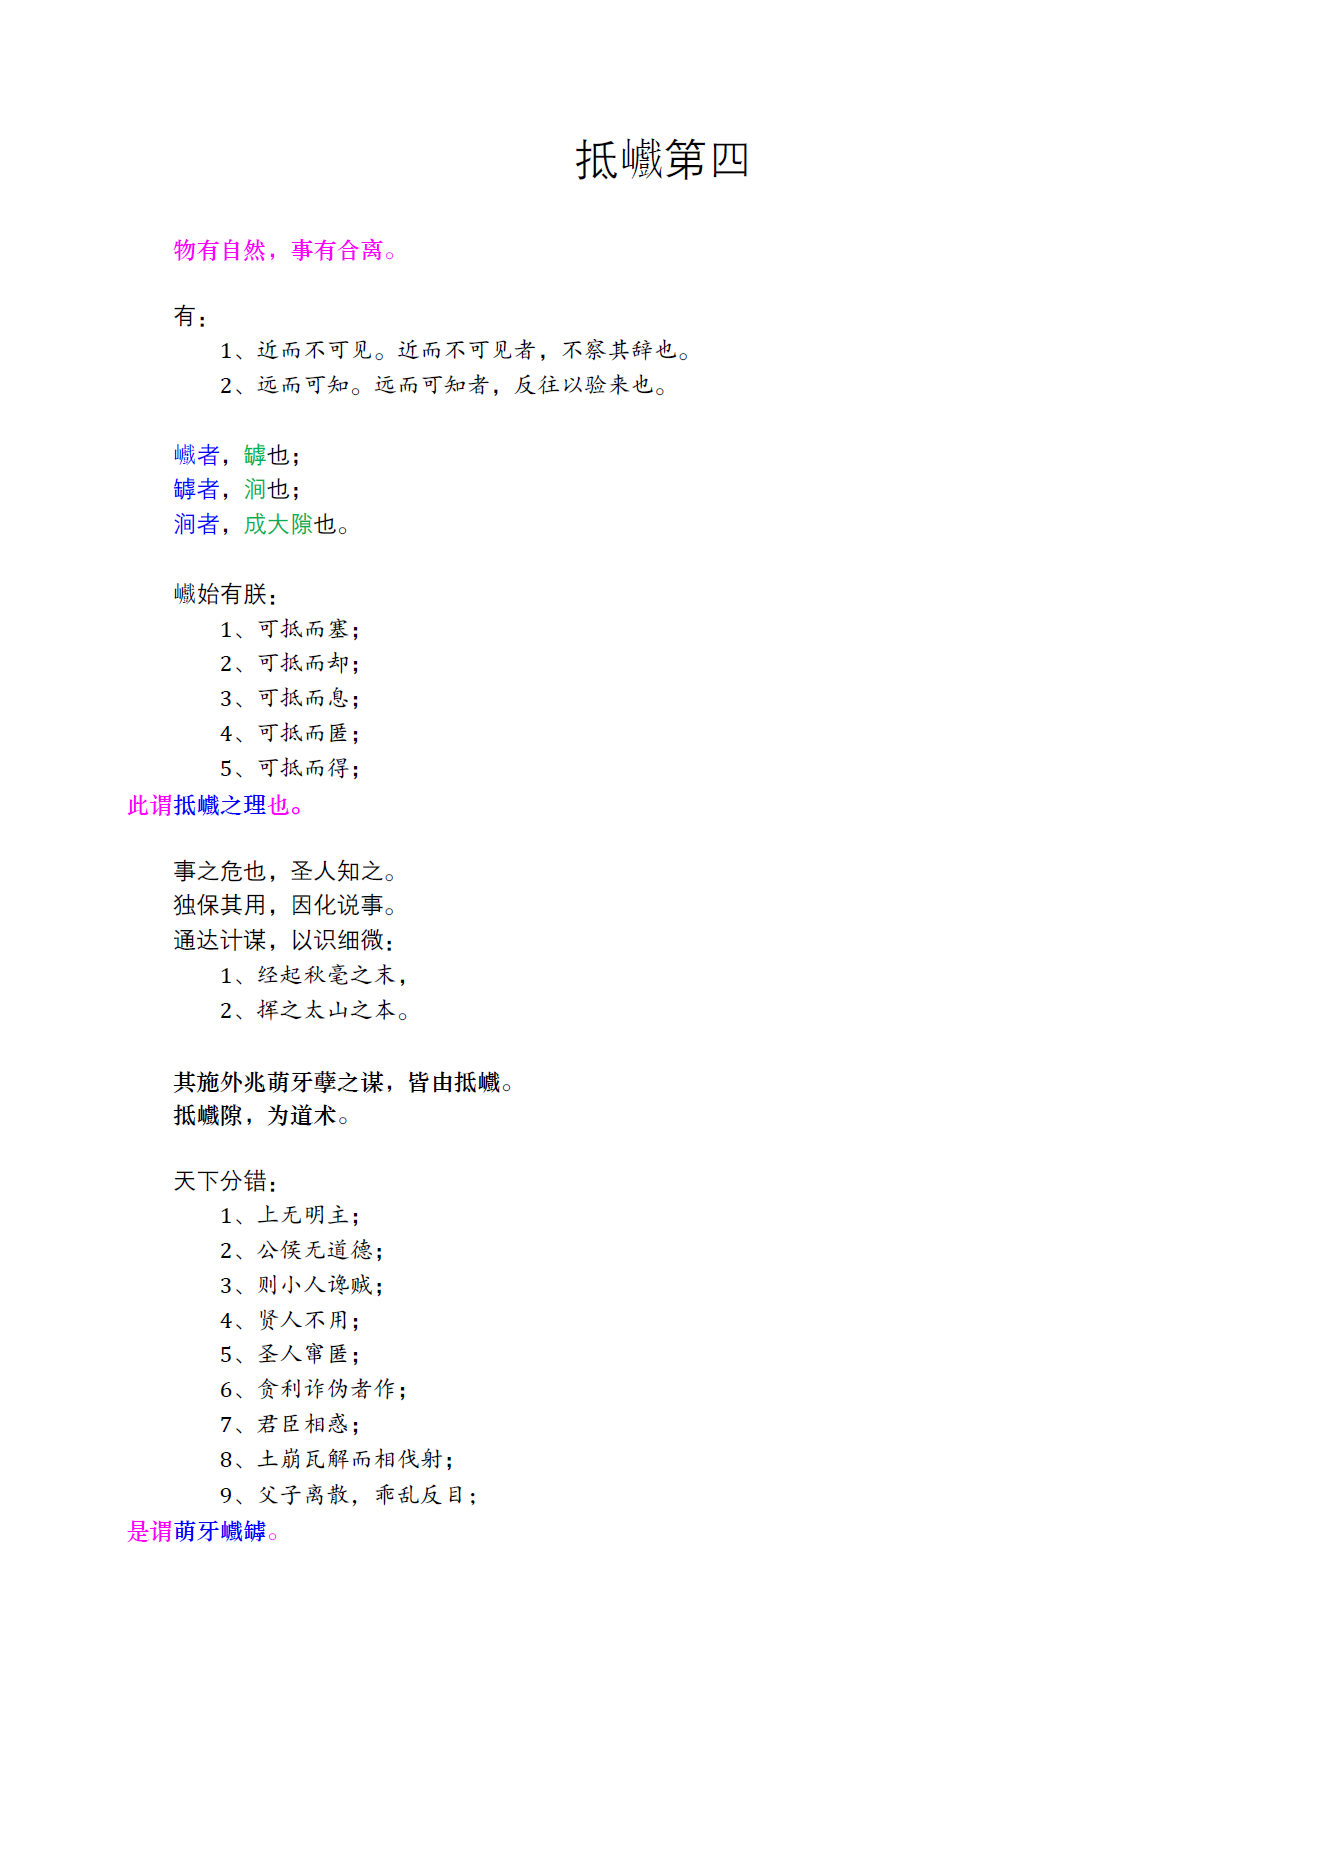 抵巇第四
物有自然，事有合离。
有：
1、近而不可见。近而不可见者，不察其辞也。
2、远而可知。远而可知者，反往以验来也。
巇者，罅也；
罅者，涧也；
涧者，成大隙也。
巇始有朕：
1、可抵而塞；
2、可抵而却；
3、可抵而息；
4、可抵而匿；
5、可抵而得；
此谓抵巇之理也。
事之危也，圣人知之。
独保其用，因化说事。
通达计谋，以识细微：
1、经起秋毫之末，
2、挥之太山之本。
其施外兆萌牙孽之谋，皆由抵巇。
抵巇隙，为道术。
天下分错：
1、上无明主；
2、公侯无道德；
3、则小人谗贼；
4、贤人不用；
5、圣人窜匿；
6、贪利诈伪者作；
7、君臣相惑；
8、土崩瓦解而相伐射；
9、父子离散，乖乱反目；
是谓萌牙巇罅。